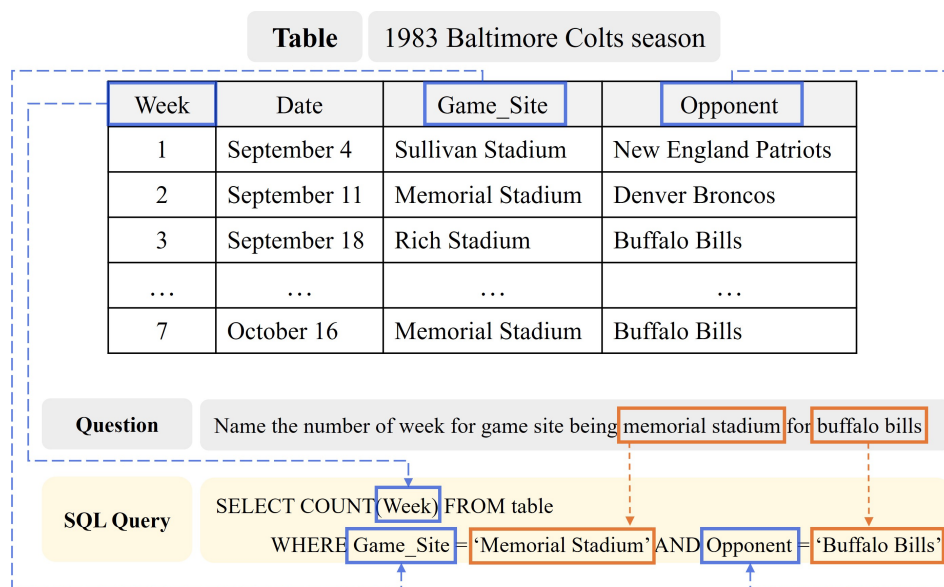 Table 1983 Baltimore Colts season
Week Date Game_Site Opponent
1 September 4 Sullivan Stadium New England Patriots
2 September 11 Memorial Stadium Denver Broncos
3 September 18 Rich Stadium Buffalo Bills
… … … …
7 October 16 Memorial Stadium Buffalo Bills
Question Name the number of week for game site being memorial stadium for buffalo bills
SQL Query SELECT COUNT(Week) FROM table
WHERE Game_Site = ‘Memorial Stadium’ AND Opponent = ‘Buffalo Bills’